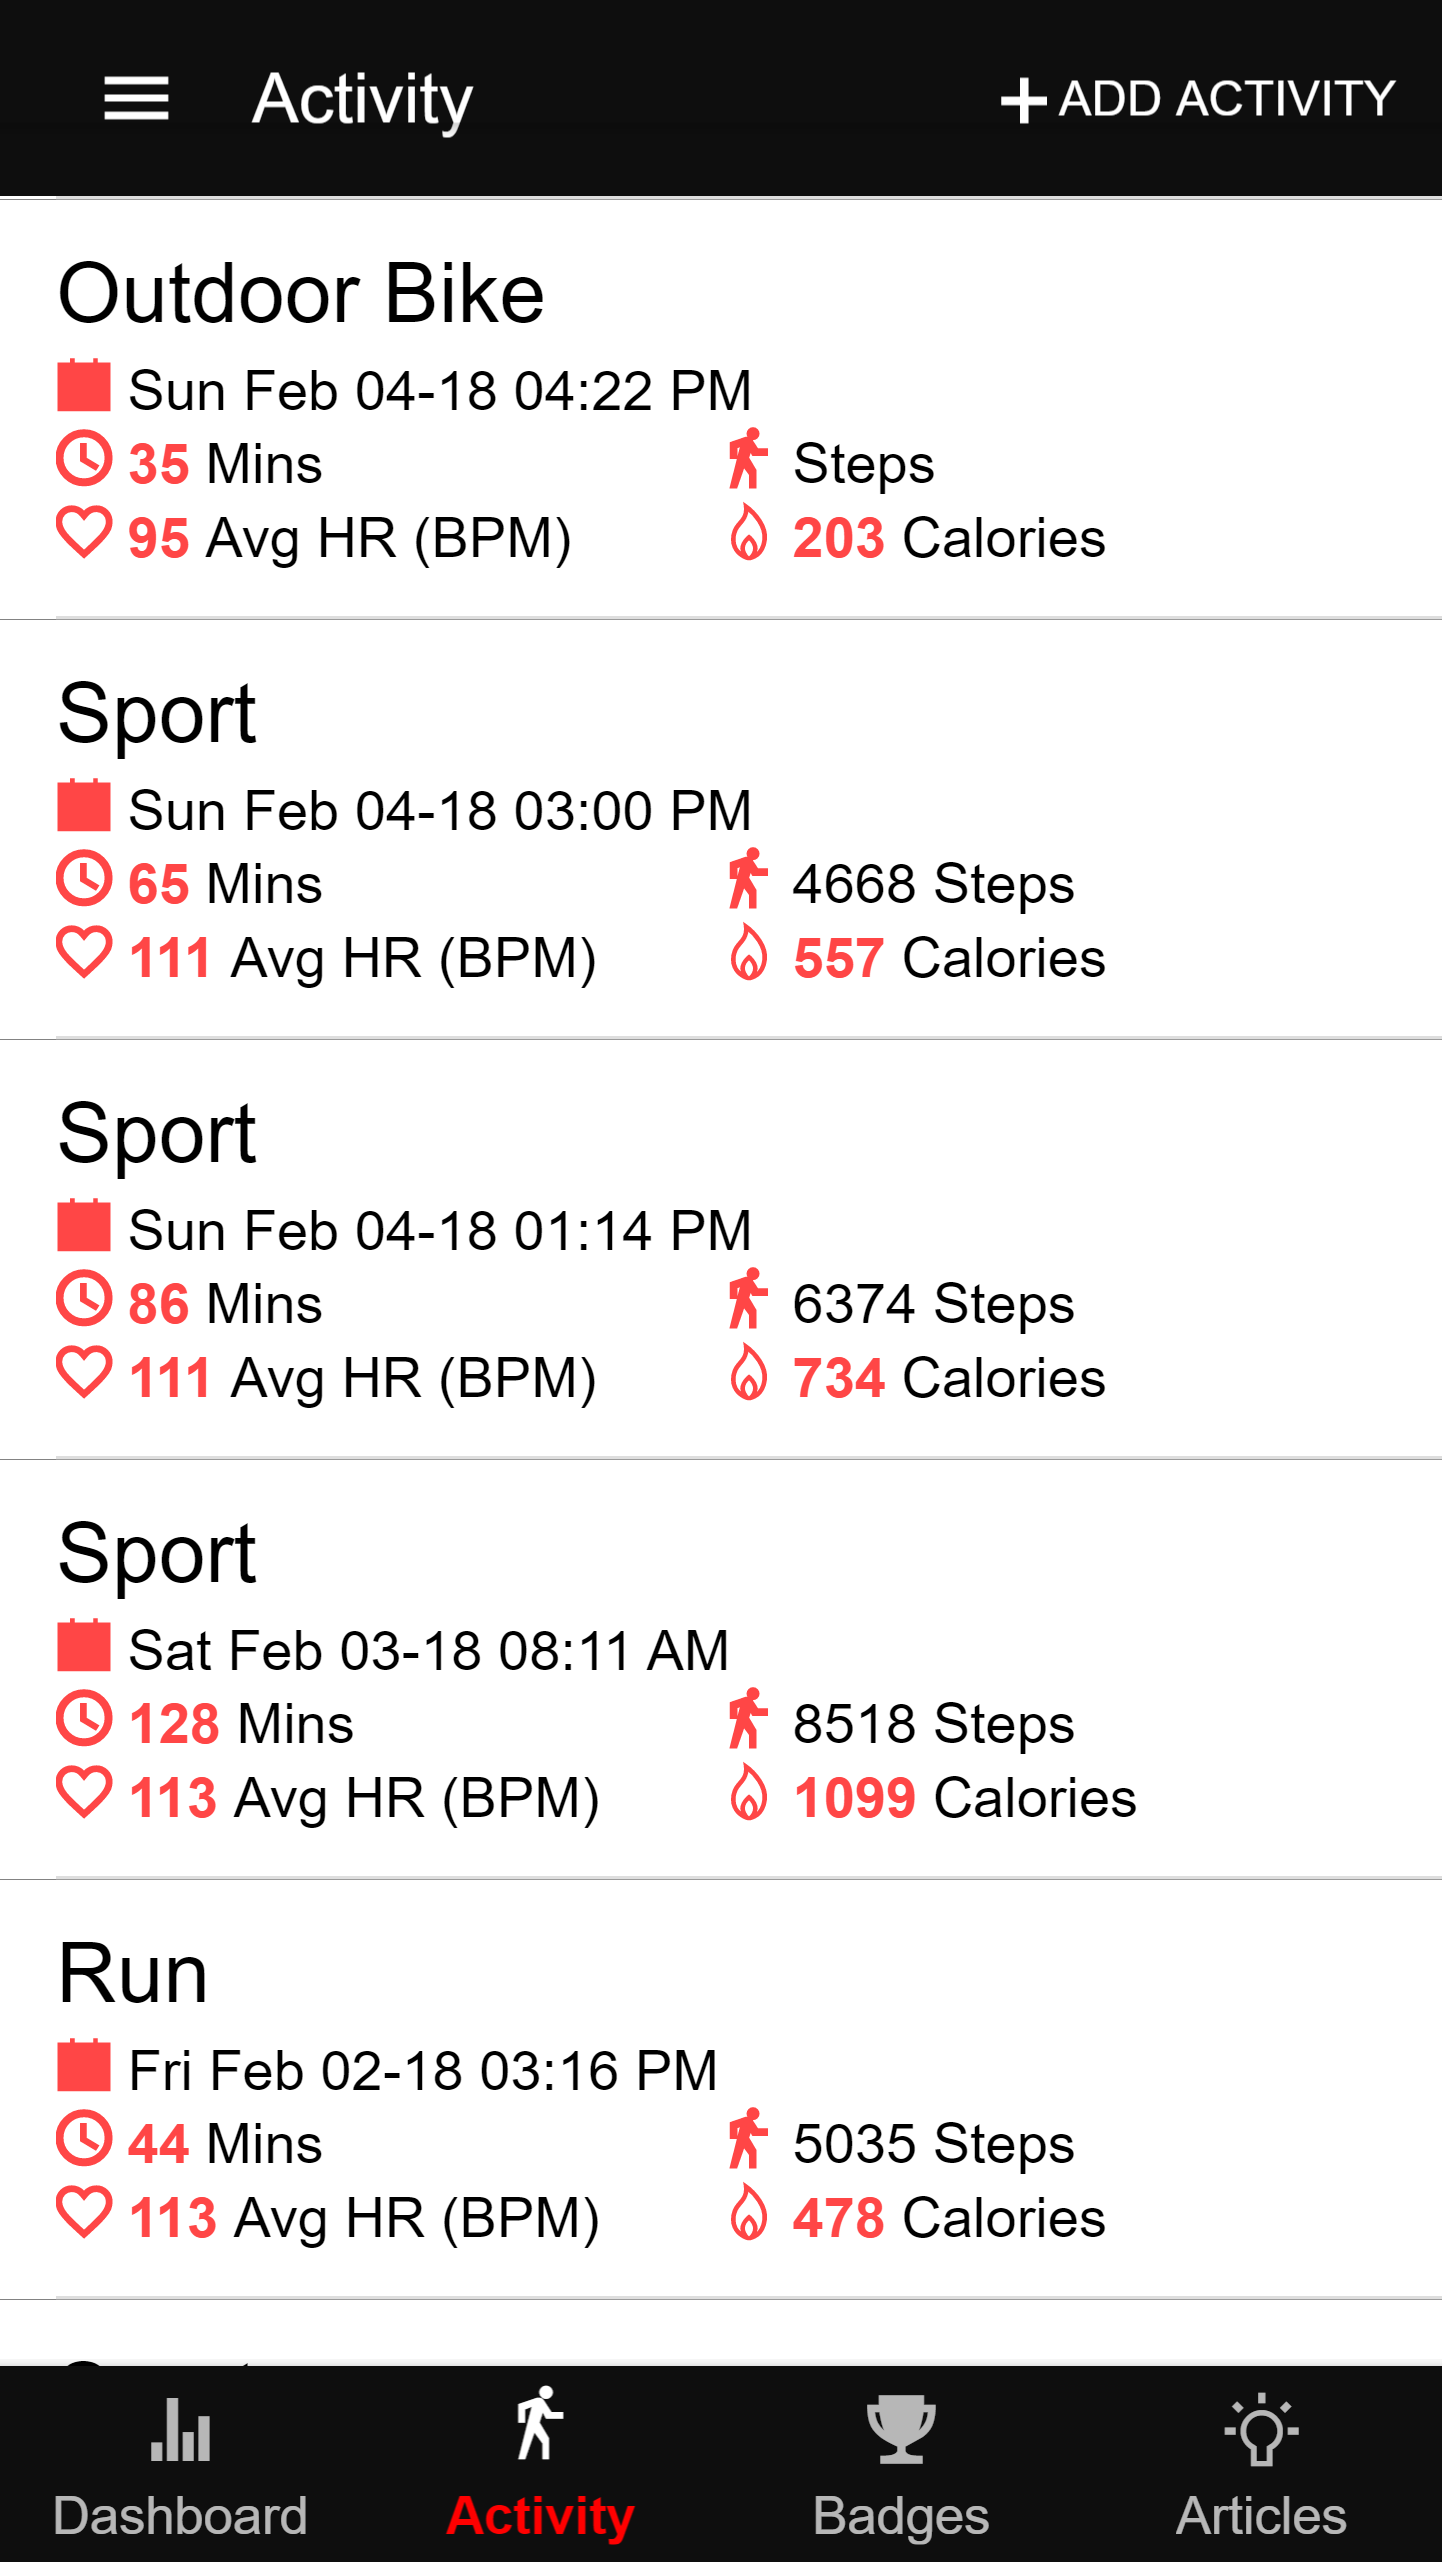 Activity
ADD ACTIVITY
Outdoor Bike
Sun Feb 04-18 04:22 PM
35 Mins
Steps
95 Avg HR (BPM)
203 Calories
Sport
Sun Feb 04-18 03:00 PM
65 Mins
4668 Steps
111 Avg HR (BPM)
557 Calories
Sport
Sun Feb 04-18 01:14 PM
86 Mins
6374 Steps
111 Avg HR (BPM)
734 Calories
Sport
Sat Feb 03-18 08:11 AM
128 Mins
8518 Steps
113 Avg HR (BPM)
1099 Calories
Run
Fri Feb 02-18 03:16 PM
44 Mins
5035 Steps
113 Avg HR (BPM)
478 Calories
Dashboard
Activity
Badges
Articles